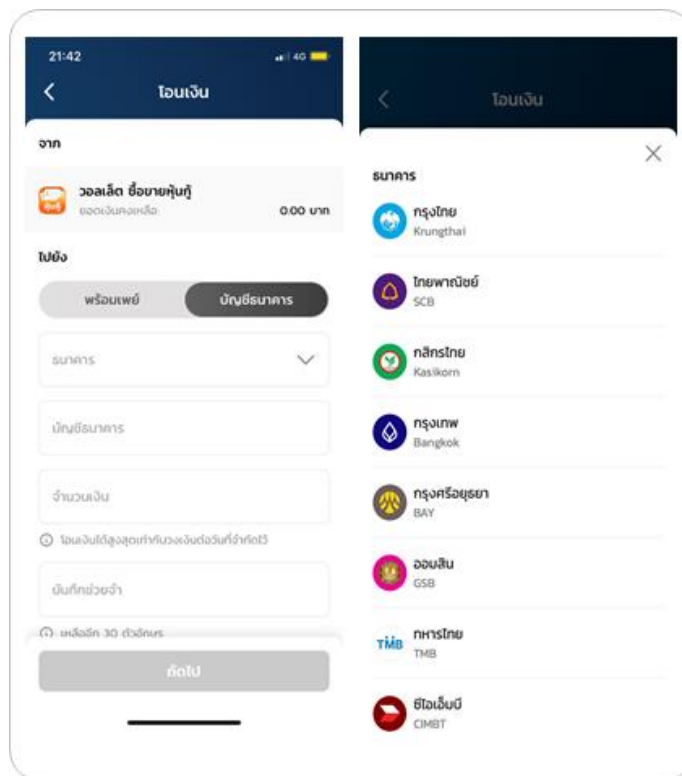 21:42
4G
โอนเงิน
จาก
วอลเล็ต ซื้อขายหุ้นกู้
ยอดเงินคงเหลือ
0.00 บาท
ไปยัง
พร้อมเพย์
บัญชีธนาคาร
ธนาคาร
บัญชีธนาคาร
จำนวนเงิน
โอนเงินได้สูงสุดเท่ากับวงเงินต่อวันที่จำกัดไว้
บันทึกช่วยจำ
เหลืออีก 30 ตัวอักษร
ถัดไป
โอนเงิน
ธนาคาร
กรุงไทย
Krungthai
ไทยพาณิชย์
SCB
กสิกรไทย
Kasikorn
กรุงเทพ
Bangkok
กรุงศรีอยุธยา
BAY
ออมสิน
GSB
TMB
ทหารไทย
TMB
ซีไอเอ็มบี
CIMBT